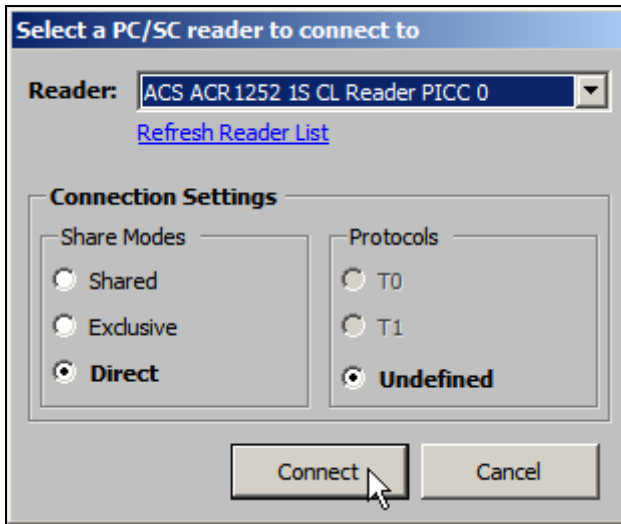 Select a PC/SC reader to connect to
Reader: ACS ACR1252 1S CL Reader PICC 0
Refresh Reader List
Connection Settings
Share Modes
Protocols
Shared
T0
Exclusive
T1
Direct
Undefined
Connect
Cancel